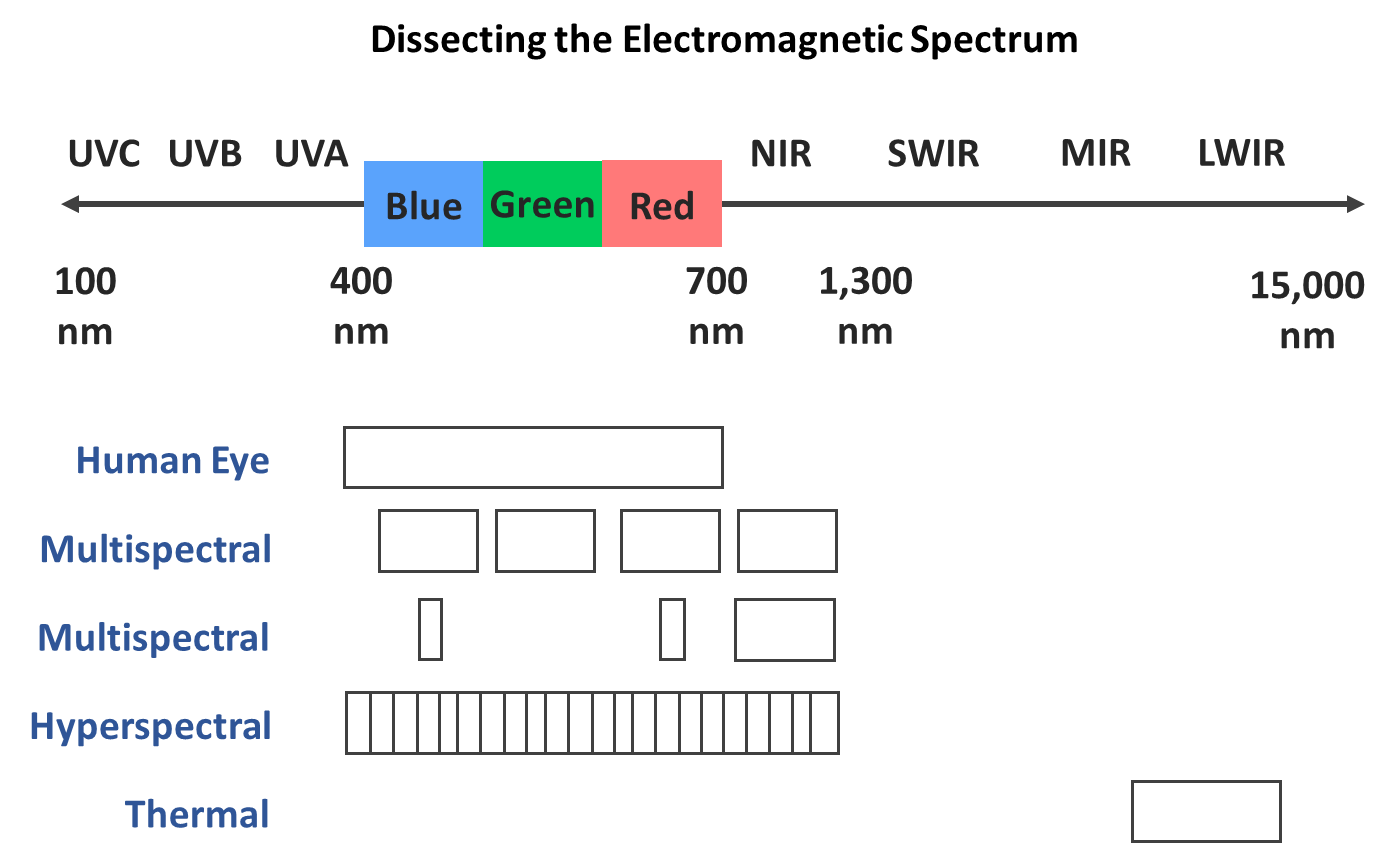 Dissecting the Electromagnetic Spectrum
UVC UVB UVA NIR SWIR MIR LWIR
Blue Green Red
100 400 700 1,300 15,000
nm nm nm nm nm
Human Eye
Multispectral
Multispectral
Hyperspectral
Thermal